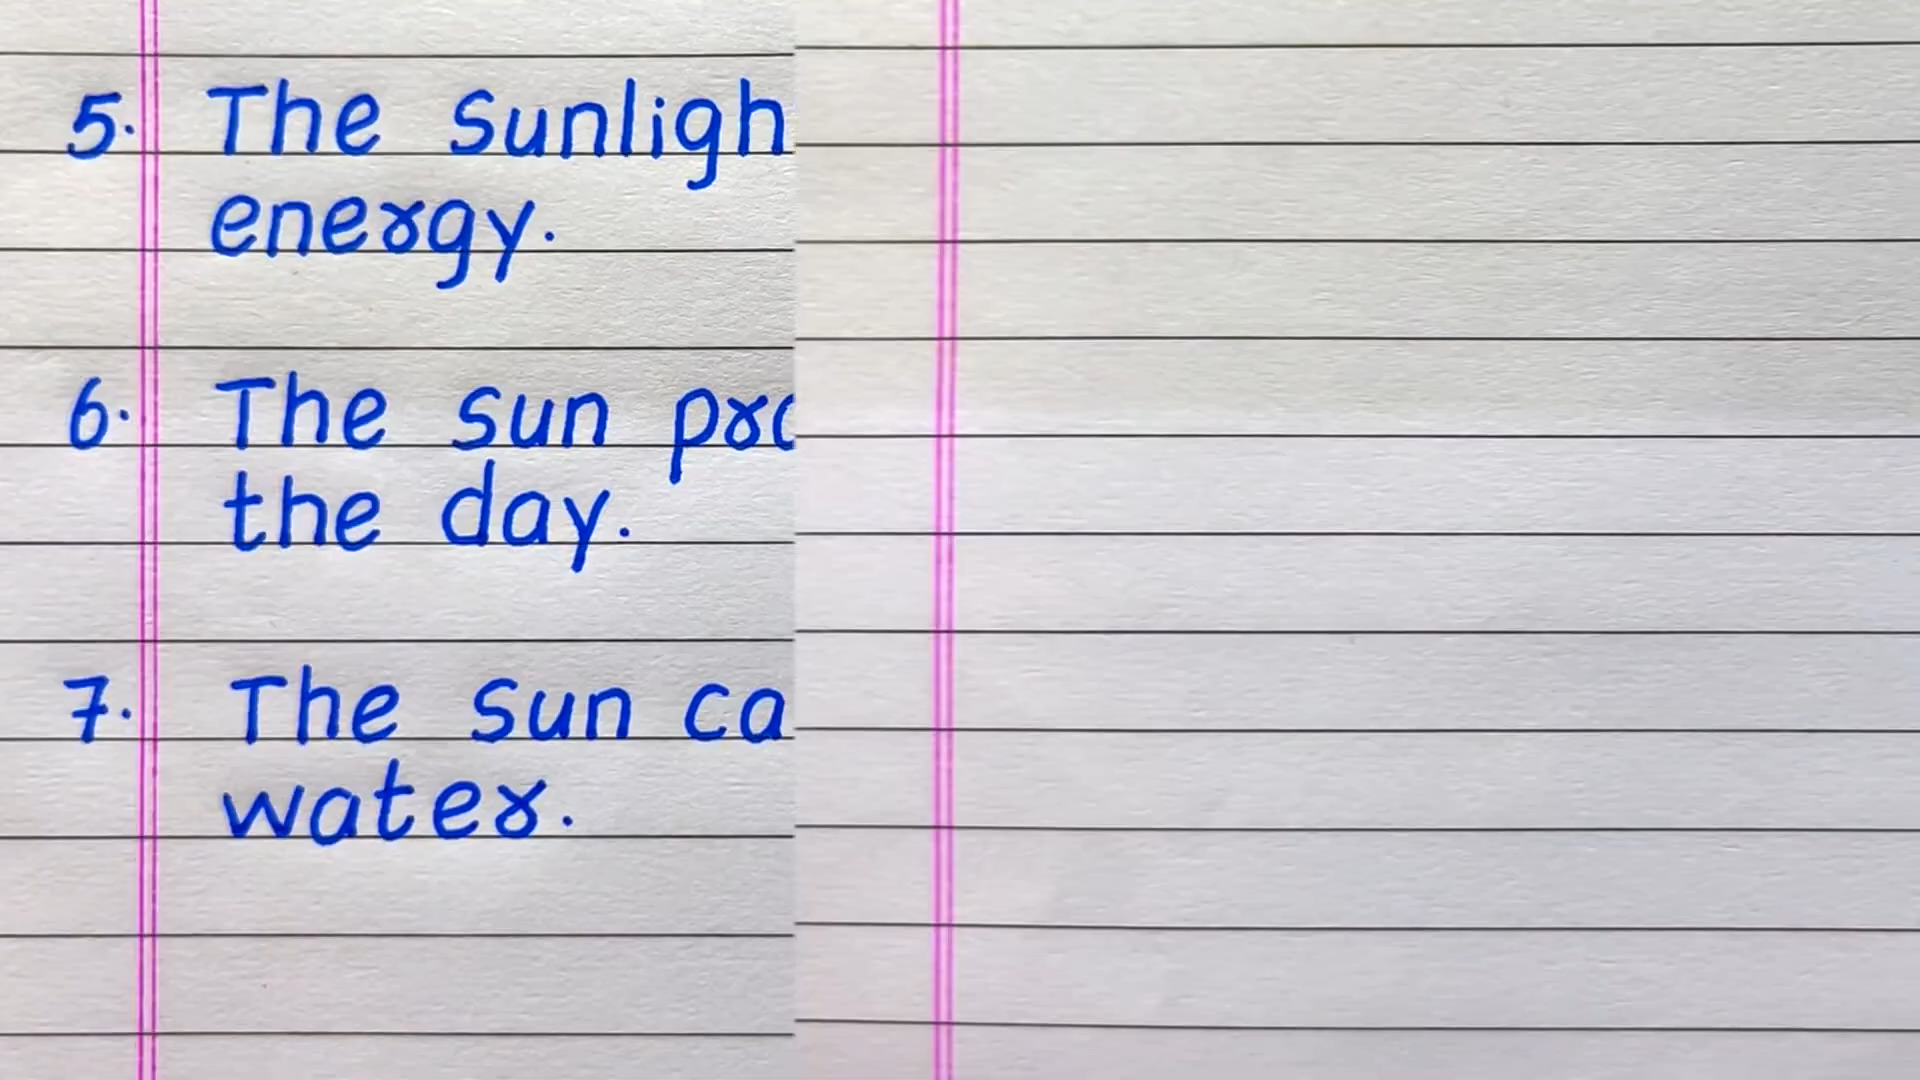 5. The Sunligh
energy.
6. The sun pro
the day.
7. The sun ca
water.